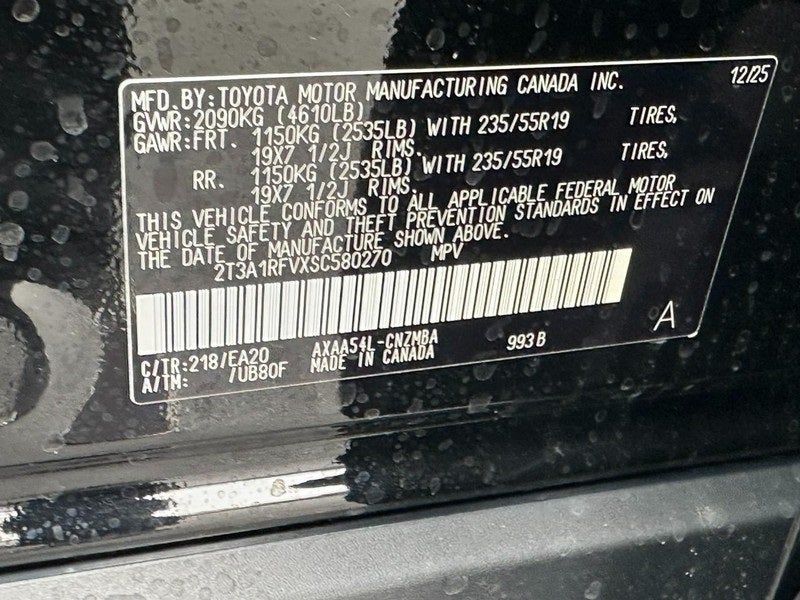 MFD.BY:TOYOTA MOTOR MANUFACTURING CANADA INC. 12/25
GVWR:2090KG (4610LB)
GAWR:FRT. 1150KG (2535LB) WITH 235/55R19 TIRES,
19X7 1/2J RIMS.
RR. 1150KG (2535LB) WITH 235/55R19 TIRES,
19X7 1/2J RIMS.
THIS VEHICLE CONFORMS TO ALL APPLICABLE FEDERAL MOTOR
VEHICLE SAFETY AND THEFT PREVENTION STANDARDS IN EFFECT ON
THE DATE OF MANUFACTURE SHOWN ABOVE.
2T3A1RFVXSC580270 MPV
C/TR:218/EA20 AXAA54L-CNZMBA 993B A
A/TM: /UB80F MADE IN CANADA